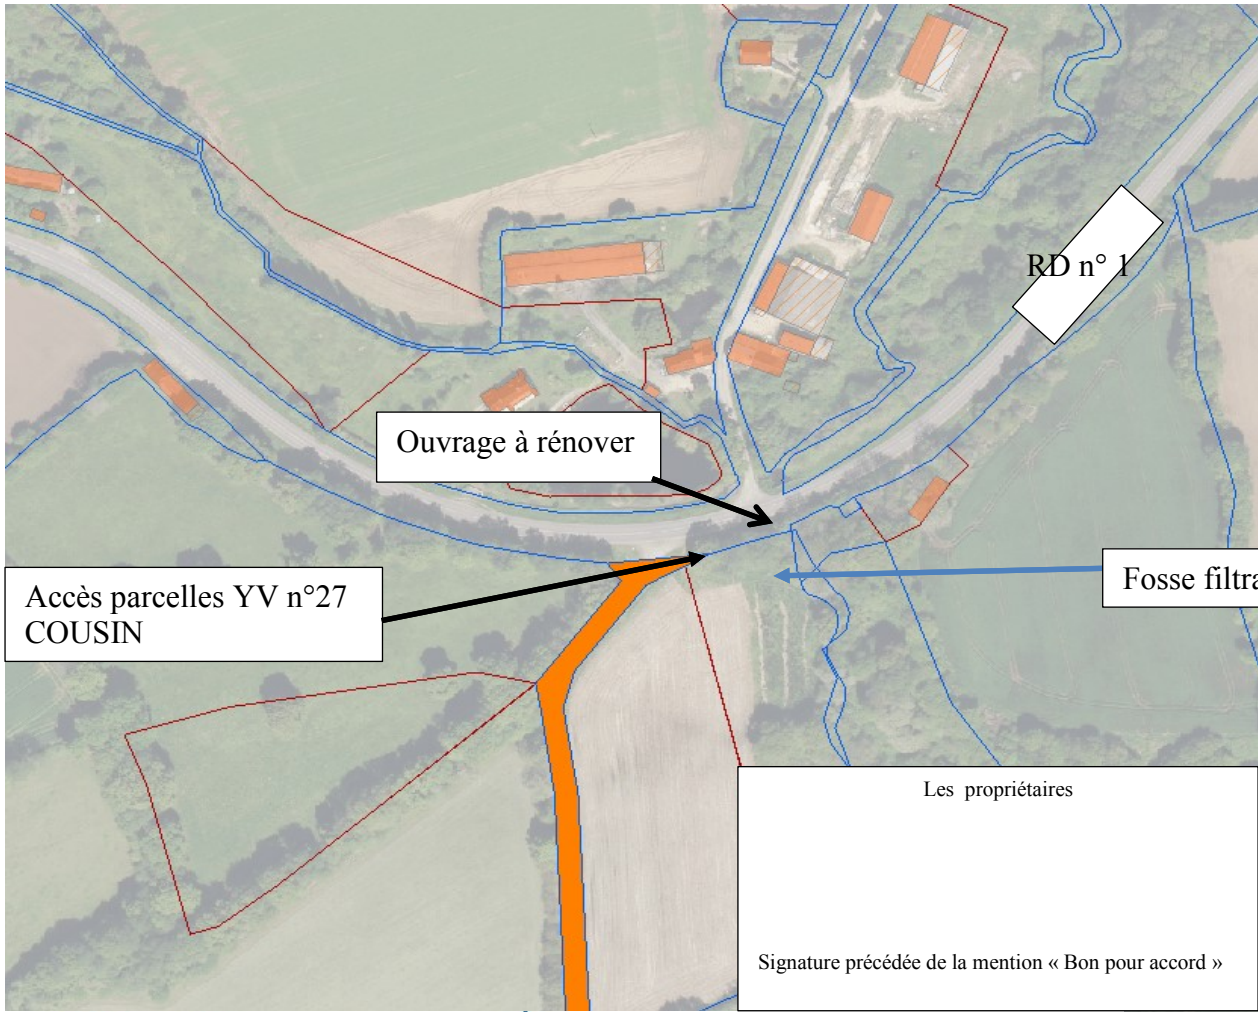 RD n° 1
Ouvrage à rénover
Accès parcelles YV n°27
COUSIN
Fosse filtra
Les propriétaires
Signature précédée de la mention « Bon pour accord »